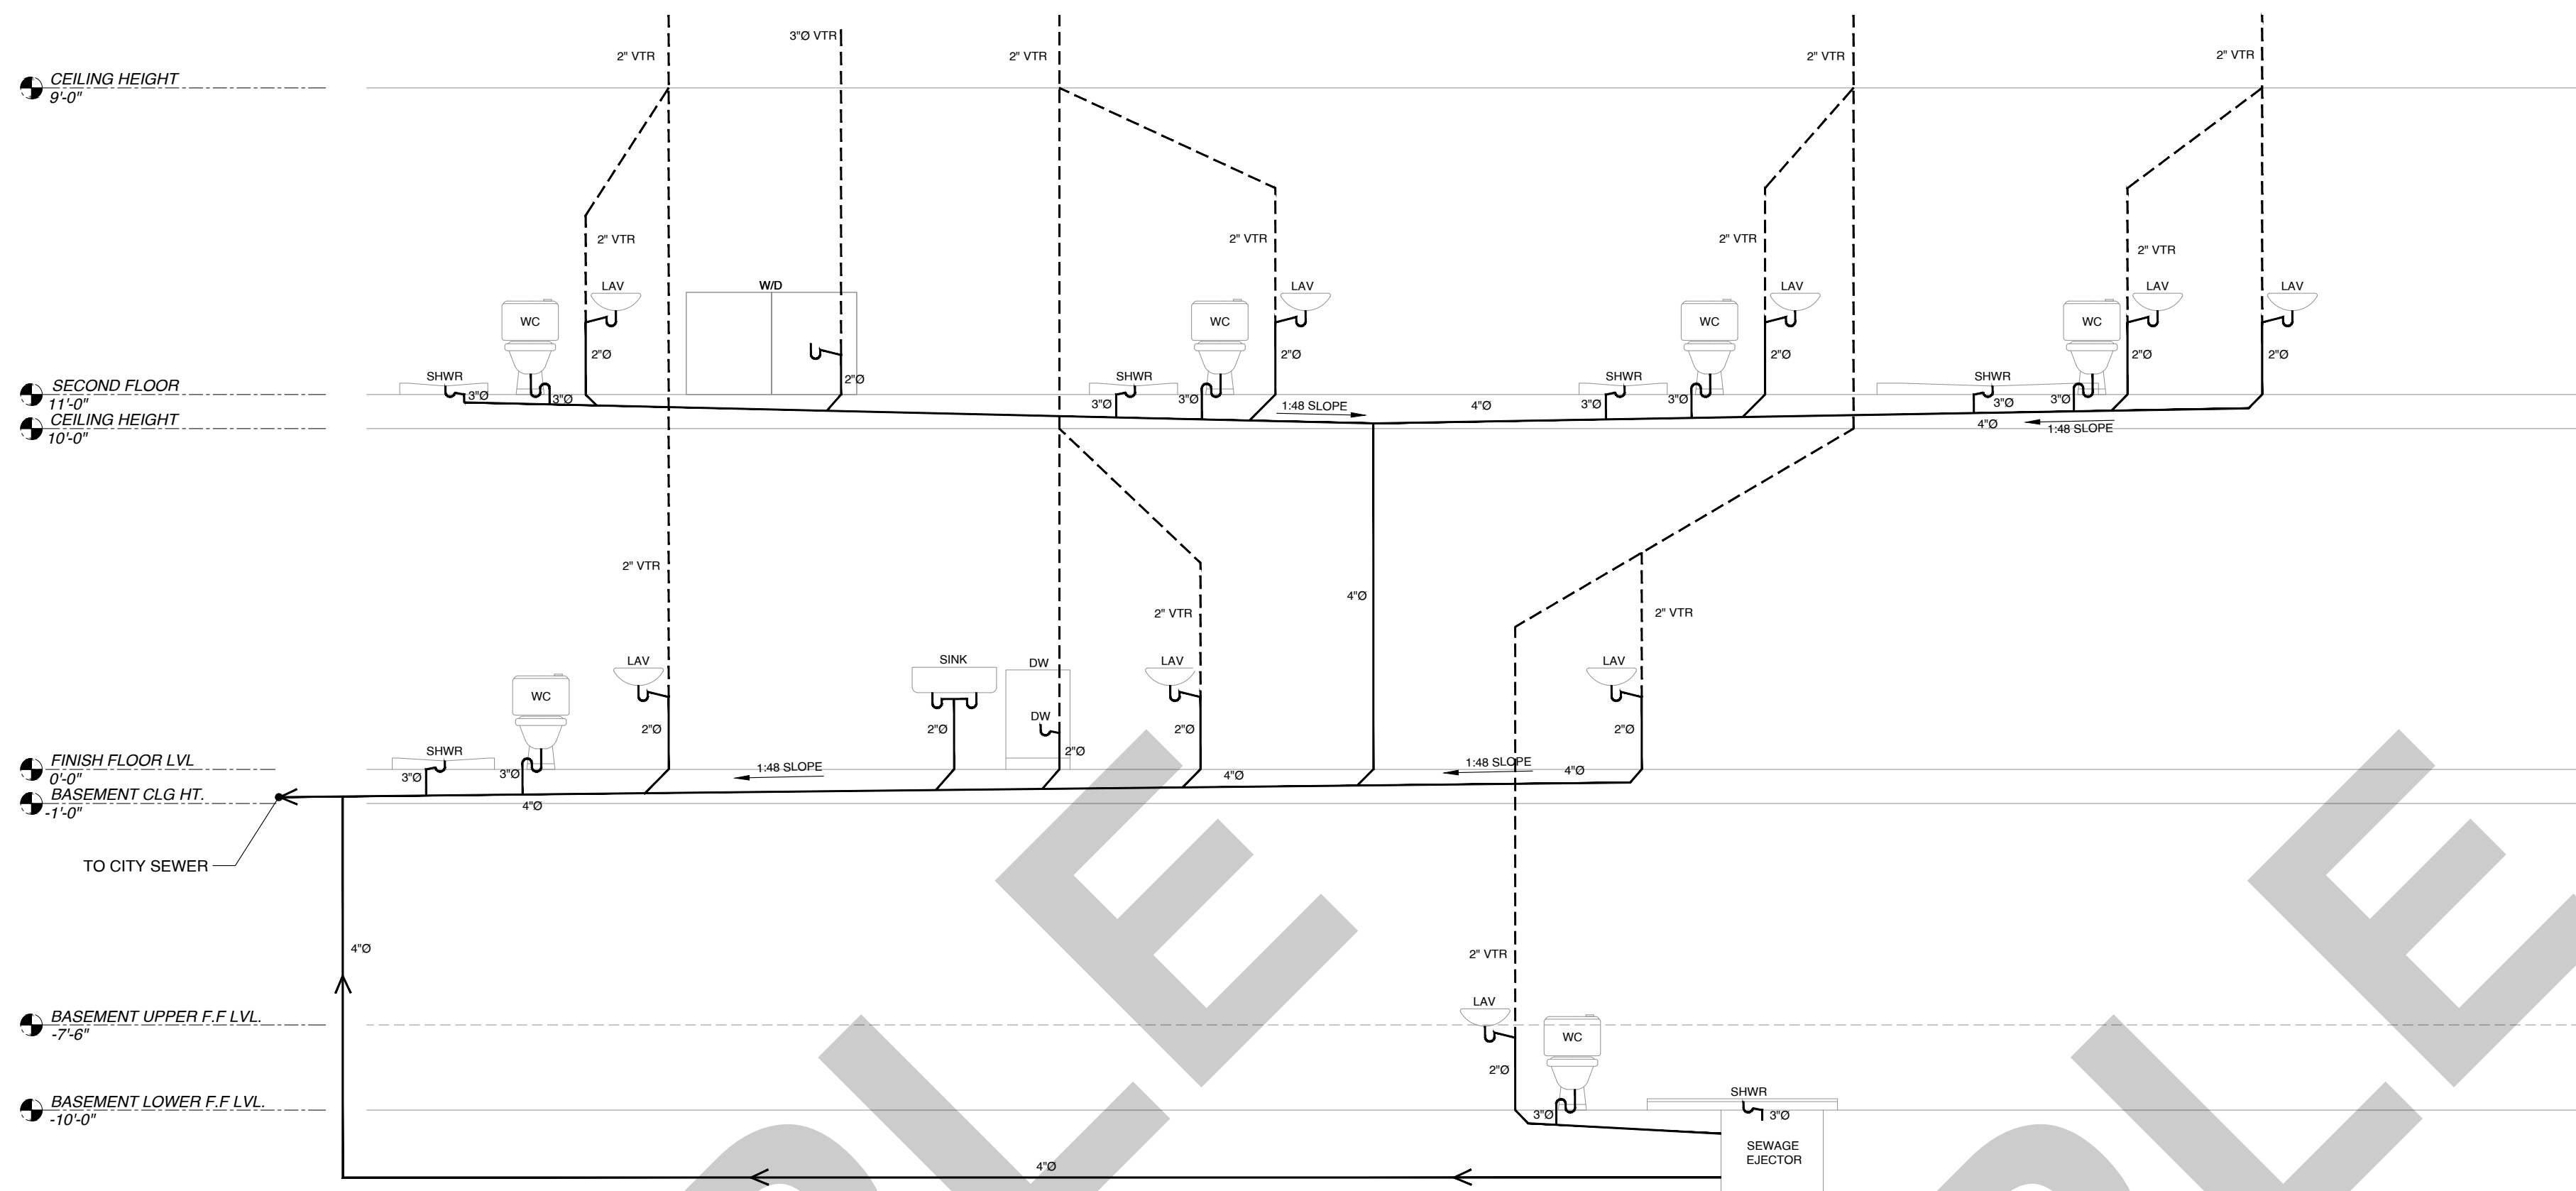 3"Ø VTR
2" VTR
2" VTR
2" VTR
2" VTR
CEILING HEIGHT
9'-0"
2" VTR
2" VTR
2" VTR
2" VTR
LAV
W/D
LAV
LAV
LAV
LAV
WC
WC
WC
WC
2"Ø
2"Ø
2"Ø
2"Ø
2"Ø
2"Ø
SHWR
SHWR
SHWR
SHWR
SECOND FLOOR
11'-0"
3"Ø
3"Ø
3"Ø
3"Ø
1:48 SLOPE
4"Ø
3"Ø
3"Ø
3"Ø
3"Ø
CEILING HEIGHT
10'-0"
4"Ø
1:48 SLOPE
2" VTR
4"Ø
2" VTR
2" VTR
LAV
SINK
DW
LAV
LAV
WC
DW
2"Ø
2"Ø
2"Ø
2"Ø
2"Ø
SHWR
FINISH FLOOR LVL
0'-0"
3"Ø
3"Ø
1:48 SLOPE
4"Ø
1:48 SLOPE
4"Ø
BASEMENT CLG HT.
-1'-0"
4"Ø
TO CITY SEWER
4"Ø
2" VTR
LAV
BASEMENT UPPER F.F LVL.
-7'-6"
WC
2"Ø
SHWR
BASEMENT LOWER F.F LVL.
-10'-0"
3"Ø
3"Ø
SEWAGE
EJECTOR
4"Ø
PLE
PLE